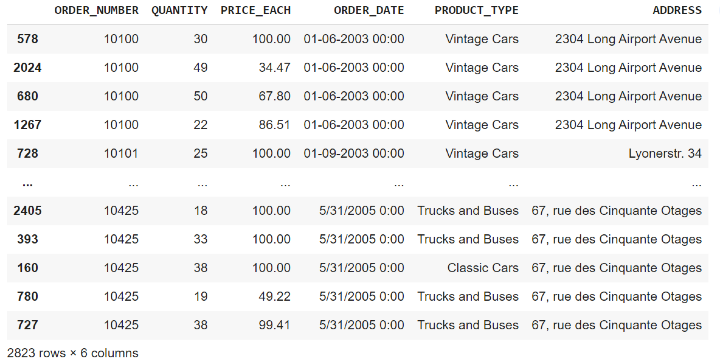 ORDER_NUMBER QUANTITY PRICE_EACH ORDER_DATE PRODUCT_TYPE ADDRESS
578 10100 30 100.00 01-06-2003 00:00 Vintage Cars 2304 Long Airport Avenue
2024 10100 49 34.47 01-06-2003 00:00 Vintage Cars 2304 Long Airport Avenue
680 10100 50 67.80 01-06-2003 00:00 Vintage Cars 2304 Long Airport Avenue
1267 10100 22 86.51 01-06-2003 00:00 Vintage Cars 2304 Long Airport Avenue
728 10101 25 100.00 01-09-2003 00:00 Vintage Cars Lyonerstr. 34
... ... ... ... ... ... ...
2405 10425 18 100.00 5/31/2005 0:00 Trucks and Buses 67, rue des Cinquante Otages
393 10425 33 100.00 5/31/2005 0:00 Trucks and Buses 67, rue des Cinquante Otages
160 10425 38 100.00 5/31/2005 0:00 Classic Cars 67, rue des Cinquante Otages
780 10425 19 49.22 5/31/2005 0:00 Trucks and Buses 67, rue des Cinquante Otages
727 10425 38 99.41 5/31/2005 0:00 Trucks and Buses 67, rue des Cinquante Otages
2823 rows × 6 columns